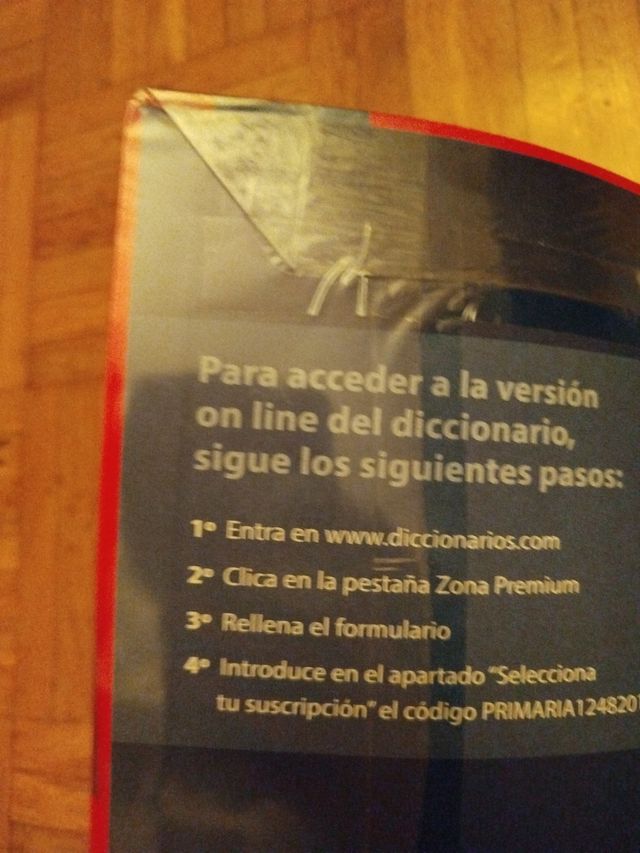 Para acceder a la versión
on line del diccionario,
sigue los siguientes pasos:
1º Entra en www.diccionarios.com
2º Clica en la pestaña Zona Premium
3º Rellena el formulario
4º Introduce en el apartado "Selecciona
tu suscripción" el código